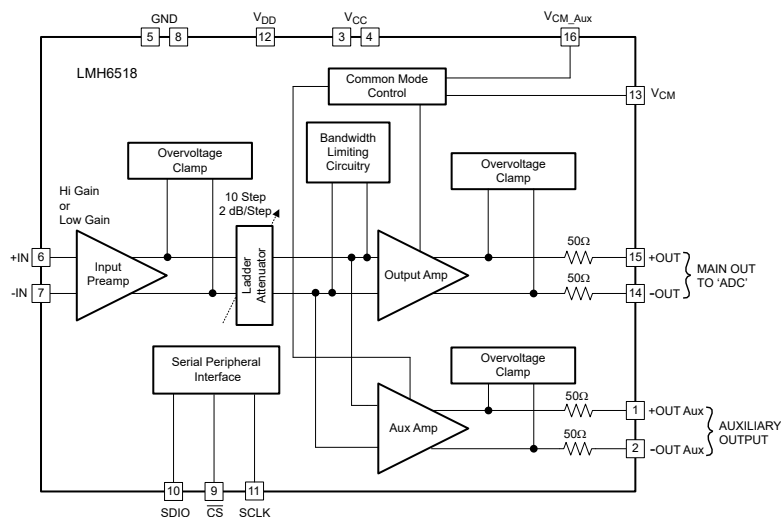 GND
V_DD
V_CC
V_CM_Aux
5
8
12
3
4
16
LMH6518
Common Mode
Control
13
V_CM
Overvoltage
Clamp
Bandwidth
Limiting
Circuitry
Overvoltage
Clamp
Hi Gain
or
Low Gain
10 Step
2 dB/Step
+IN
6
-IN
7
Input
Preamp
Ladder
Attenuator
Output Amp
50Ω
50Ω
15
+OUT
14
-OUT
MAIN OUT
TO 'ADC'
Serial Peripheral
Interface
Overvoltage
Clamp
Aux Amp
50Ω
50Ω
1
+OUT Aux
2
-OUT Aux
AUXILIARY
OUTPUT
10
9
11
SDIO
C̅S̅
SCLK